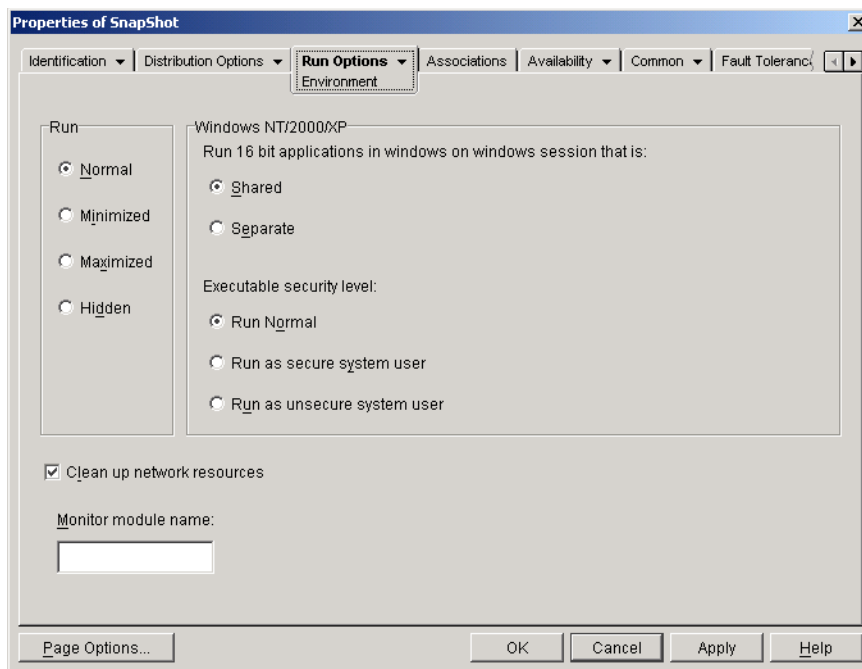 Properties of SnapShot
Identification
Distribution Options
Run Options
Environment
Associations
Availability
Common
Fault Toleranc
Run
Normal
Minimized
Maximized
Hidden
Windows NT/2000/XP
Run 16 bit applications in windows on windows session that is:
Shared
Separate
Executable security level:
Run Normal
Run as secure system user
Run as unsecure system user
Clean up network resources
Monitor module name:
Page Options...
OK
Cancel
Apply
Help